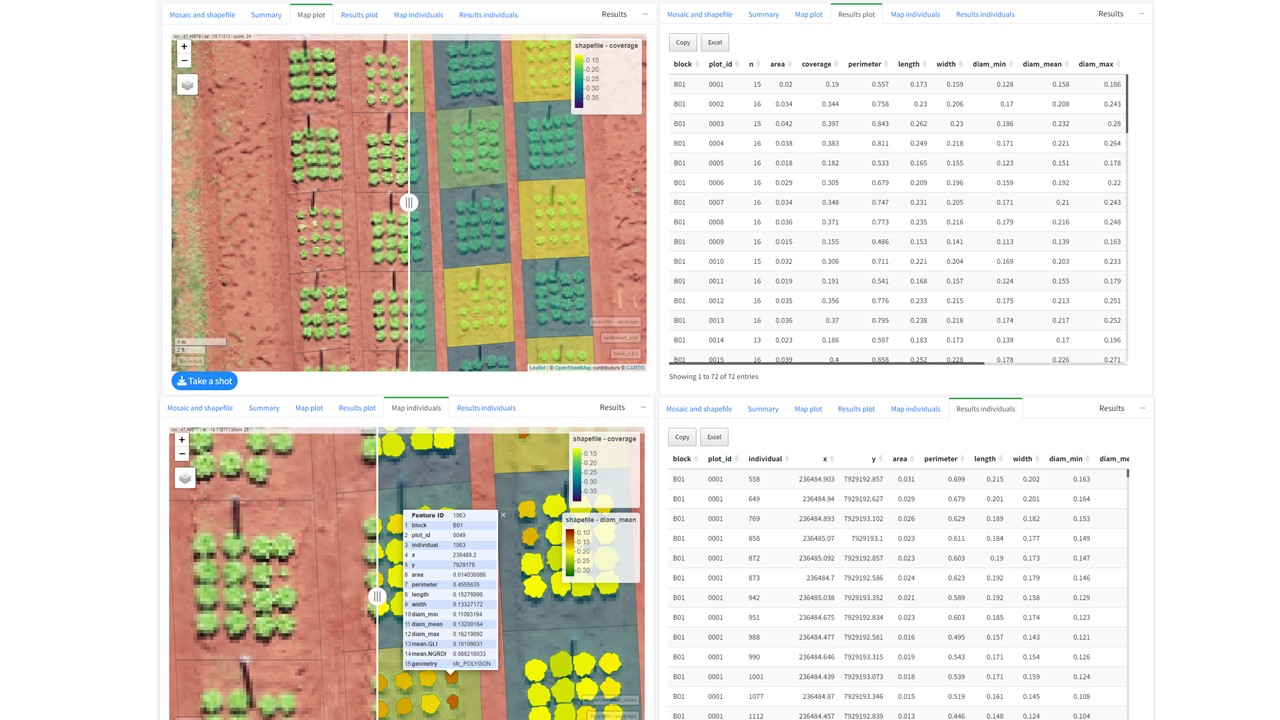 Mosaic and shapefile Summary Map plot Results plot Map individuals Results individuals Results
+
−
shapefile - coverage
0.15
0.20
0.25
0.30
0.35
1 m
2 ft
shapefile - coverage
Leaflet | © OpenStreetMap contributors © CARTO
Take a shot
Mosaic and shapefile Summary Map plot Results plot Map individuals Results individuals Results
Copy Excel
block plot_id n area coverage perimeter length width diam_min diam_mean diam_max
B01 0001 15 0.02 0.19 0.557 0.173 0.159 0.128 0.158 0.186
B01 0002 16 0.034 0.344 0.758 0.23 0.206 0.17 0.208 0.243
B01 0003 15 0.042 0.397 0.843 0.262 0.23 0.186 0.232 0.28
B01 0004 16 0.038 0.383 0.811 0.249 0.218 0.171 0.221 0.264
B01 0005 16 0.018 0.182 0.533 0.165 0.155 0.123 0.151 0.178
B01 0006 16 0.029 0.305 0.679 0.209 0.196 0.159 0.192 0.22
B01 0007 16 0.034 0.348 0.747 0.231 0.205 0.171 0.21 0.243
B01 0008 16 0.036 0.371 0.773 0.235 0.216 0.179 0.216 0.248
B01 0009 16 0.015 0.155 0.486 0.153 0.141 0.113 0.139 0.163
B01 0010 15 0.032 0.306 0.711 0.221 0.204 0.169 0.203 0.233
B01 0011 16 0.019 0.191 0.541 0.168 0.157 0.124 0.155 0.179
B01 0012 16 0.035 0.356 0.776 0.233 0.215 0.175 0.213 0.251
B01 0013 16 0.036 0.37 0.795 0.238 0.218 0.174 0.217 0.252
B01 0014 13 0.023 0.186 0.597 0.183 0.173 0.139 0.17 0.196
B01 0015 16 0.039 0.4 0.858 0.252 0.228 0.178 0.226 0.271
Showing 1 to 72 of 72 entries
Mosaic and shapefile Summary Map plot Results plot Map individuals Results individuals Results
+
−
shapefile - coverage
0.15
0.20
0.25
0.30
0.35
shapefile - diam_mean
0.10
0.15
0.20
0.25
0.30
Feature ID 1063
1 block B01
2 plot_id 0049
3 individual 1063
4 x 236489.2
5 y 7929178
6 area 0.014038086
7 perimeter 0.4555635
8 length 0.15276998
9 width 0.13327172
10 diam_min 0.11093194
11 diam_mean 0.13200164
12 diam_max 0.16219092
13 mean.GLI 0.16109031
14 mean.NGRDI 0.066218033
15 geometry sfc_POLYGON
Mosaic and shapefile Summary Map plot Results plot Map individuals Results individuals Results
Copy Excel
block plot_id individual x y area perimeter length width diam_min diam_me
B01 0001 558 236484.903 7929192.857 0.031 0.699 0.215 0.202 0.163
B01 0001 649 236484.94 7929192.627 0.029 0.679 0.201 0.201 0.164
B01 0001 769 236484.893 7929193.102 0.026 0.629 0.189 0.182 0.153
B01 0001 858 236485.07 7929193.1 0.023 0.611 0.184 0.177 0.149
B01 0001 872 236485.092 7929192.857 0.023 0.603 0.19 0.173 0.147
B01 0001 873 236484.7 7929192.586 0.024 0.623 0.192 0.179 0.146
B01 0001 942 236485.038 7929192.352 0.021 0.589 0.192 0.158 0.129
B01 0001 951 236484.675 7929192.834 0.023 0.603 0.185 0.174 0.123
B01 0001 988 236484.477 7929192.581 0.016 0.495 0.157 0.143 0.121
B01 0001 990 236484.646 7929193.315 0.019 0.543 0.171 0.154 0.126
B01 0001 1001 236484.439 7929193.073 0.018 0.539 0.171 0.159 0.124
B01 0001 1077 236484.87 7929193.346 0.015 0.519 0.161 0.145 0.108
B01 0001 1112 236484.457 7929192.839 0.013 0.446 0.148 0.124 0.104